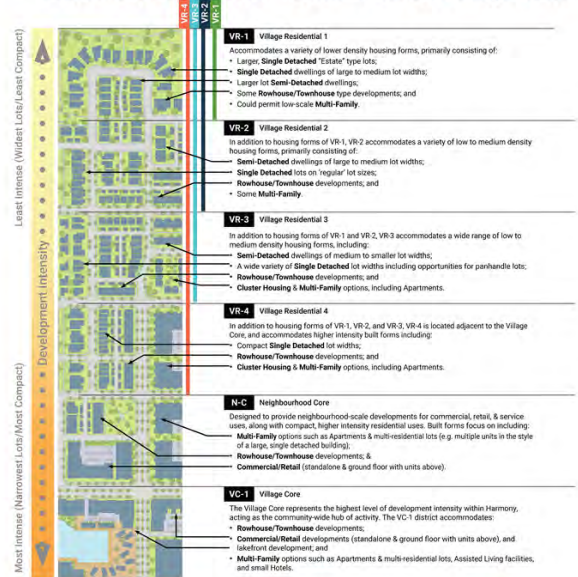 VR-4
VR-3
VR-2
VR-1
Least Intense (Widest Lots/Least Compact)
Development Intensity
Most Intense (Narrowest Lots/Most Compact)
VR-1 Village Residential 1
Accommodates a variety of lower density housing forms, primarily consisting of:
• Larger, Single Detached "Estate" type lots;
• Single Detached dwellings of large to medium lot widths;
• Larger lot Semi-Detached dwellings;
• Some Rowhouse/Townhouse type developments; and
• Could permit low-scale Multi-Family.
VR-2 Village Residential 2
In addition to housing forms of VR-1, VR-2 accommodates a variety of low to medium density
housing forms, primarily consisting of:
• Semi-Detached dwellings of large to medium lot widths;
• Single Detached lots on 'regular' lot sizes;
• Rowhouse/Townhouse developments; and
• Some Multi-Family.
VR-3 Village Residential 3
In addition to housing forms of VR-1 and VR-2, VR-3 accommodates a wide range of low to
medium density housing forms, including:
• Semi-Detached dwellings of medium to smaller lot widths;
• A wide variety of Single Detached lot widths including opportunities for panhandle lots;
• Rowhouse/Townhouse developments; and
• Cluster Housing & Multi-Family options, including Apartments.
VR-4 Village Residential 4
In addition to housing forms of VR-1, VR-2, and VR-3, VR-4 is located adjacent to the Village
Core, and accommodates higher intensity built forms including:
• Compact Single Detached lot widths;
• Rowhouse/Townhouse developments; and
• Cluster Housing & Multi-Family options, including Apartments.
N-C Neighbourhood Core
Designed to provide neighbourhood-scale developments for commercial, retail, & service
uses, along with compact, higher intensity residential uses. Built forms focus on including:
• Multi-Family options such as Apartments & multi-residential lots (e.g. multiple units in the style
of a large, single detached building);
• Rowhouse/Townhouse developments; &
• Commercial/Retail (standalone & ground floor with units above).
VC-1 Village Core
The Village Core represents the highest level of development intensity within Harmony,
acting as the community-wide hub of activity. The VC-1 district accommodates:
• Rowhouse/Townhouse developments;
• Commercial/Retail developments (standalone & ground floor with units above), and
lakefront development; and
• Multi-Family options such as Apartments & multi-residential lots, Assisted Living facilities,
and small Hotels.